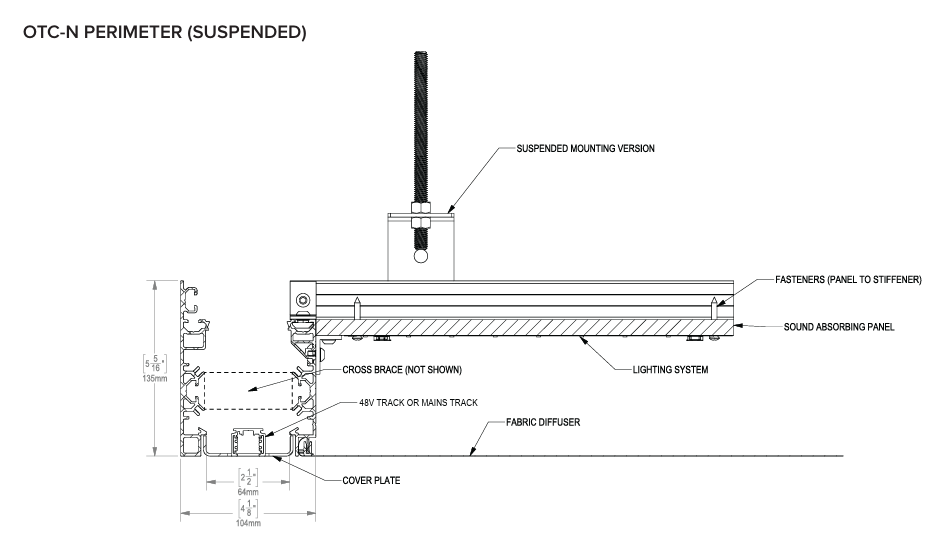 OTC-N PERIMETER (SUSPENDED)
SUSPENDED MOUNTING VERSION
FASTENERS (PANEL TO STIFFENER)
SOUND ABSORBING PANEL
[5 5/16"]
135mm
CROSS BRACE (NOT SHOWN)
LIGHTING SYSTEM
48V TRACK OR MAINS TRACK
FABRIC DIFFUSER
COVER PLATE
[2 1/2"]
64mm
[4 1/8"]
104mm